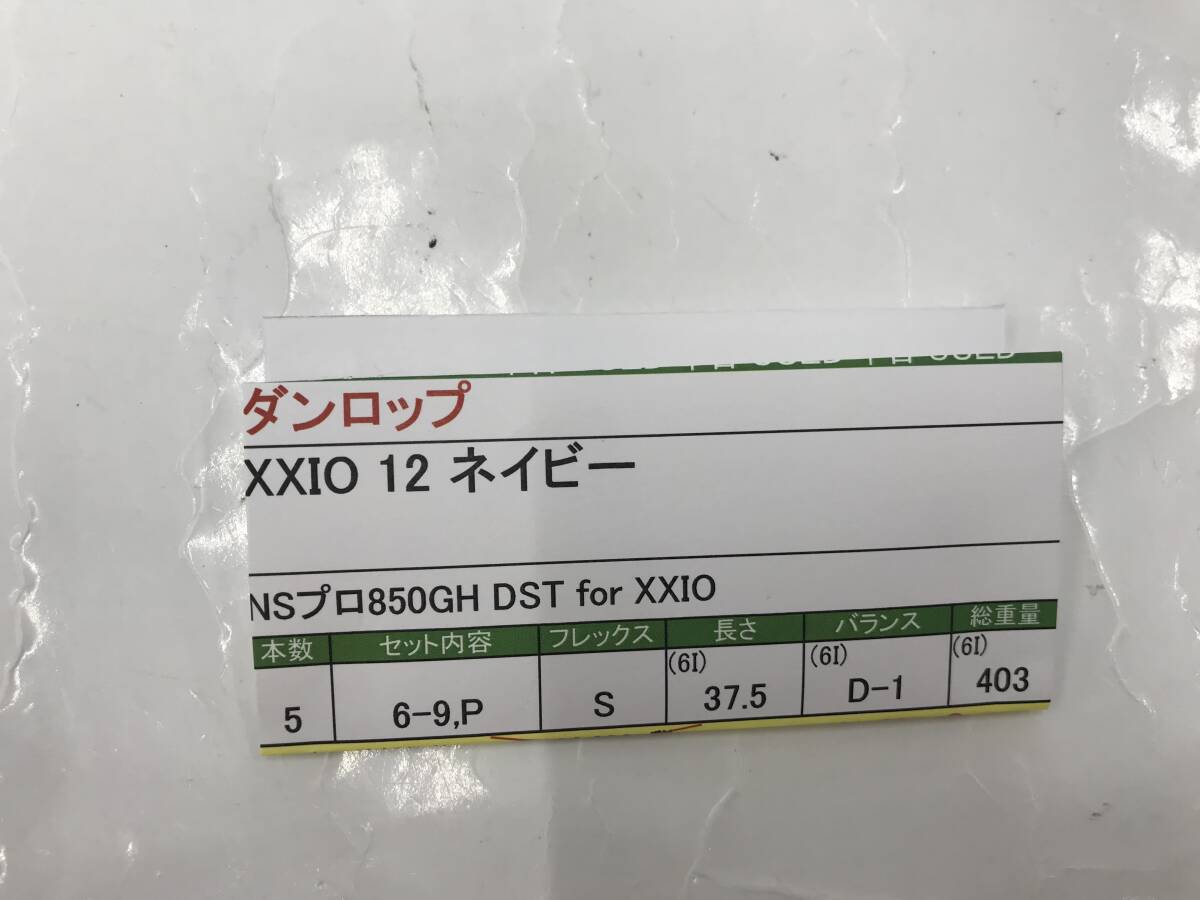 ダンロップ
XXIO 12 ネイビー
NSプロ850GH DST for XXIO
本数 セット内容 フレックス 長さ バランス 総重量
(6I) (6I) (6I)
5 6-9,P S 37.5 D-1 403